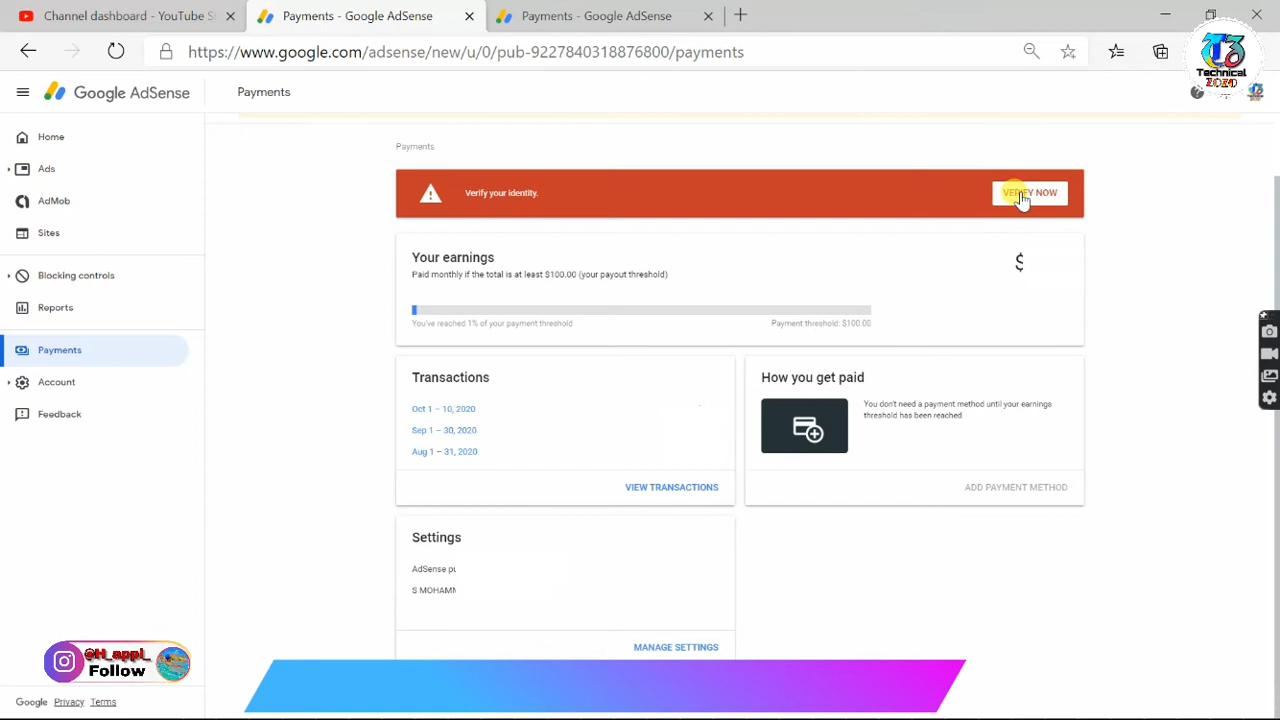 Channel dashboard - YouTube St
Payments - Google AdSense
Payments - Google AdSense
https://www.google.com/adsense/new/u/0/pub-9227840318876800/payments
T3
Technical
2020
Google AdSense
Payments
Home
Ads
AdMob
Sites
Blocking controls
Reports
Payments
Account
Feedback
Payments
Verify your identity.
VERIFY NOW
Your earnings
$
Paid monthly if the total is at least $100.00 (your payout threshold)
You've reached 1% of your payment threshold
Payment threshold: $100.00
Transactions
Oct 1 – 10, 2020
Sep 1 – 30, 2020
Aug 1 – 31, 2020
VIEW TRANSACTIONS
How you get paid
You don't need a payment method until your earnings
threshold has been reached.
ADD PAYMENT METHOD
Settings
AdSense pu
S MOHAMM
MANAGE SETTINGS
@H_appi_
Follow
Google Privacy Terms